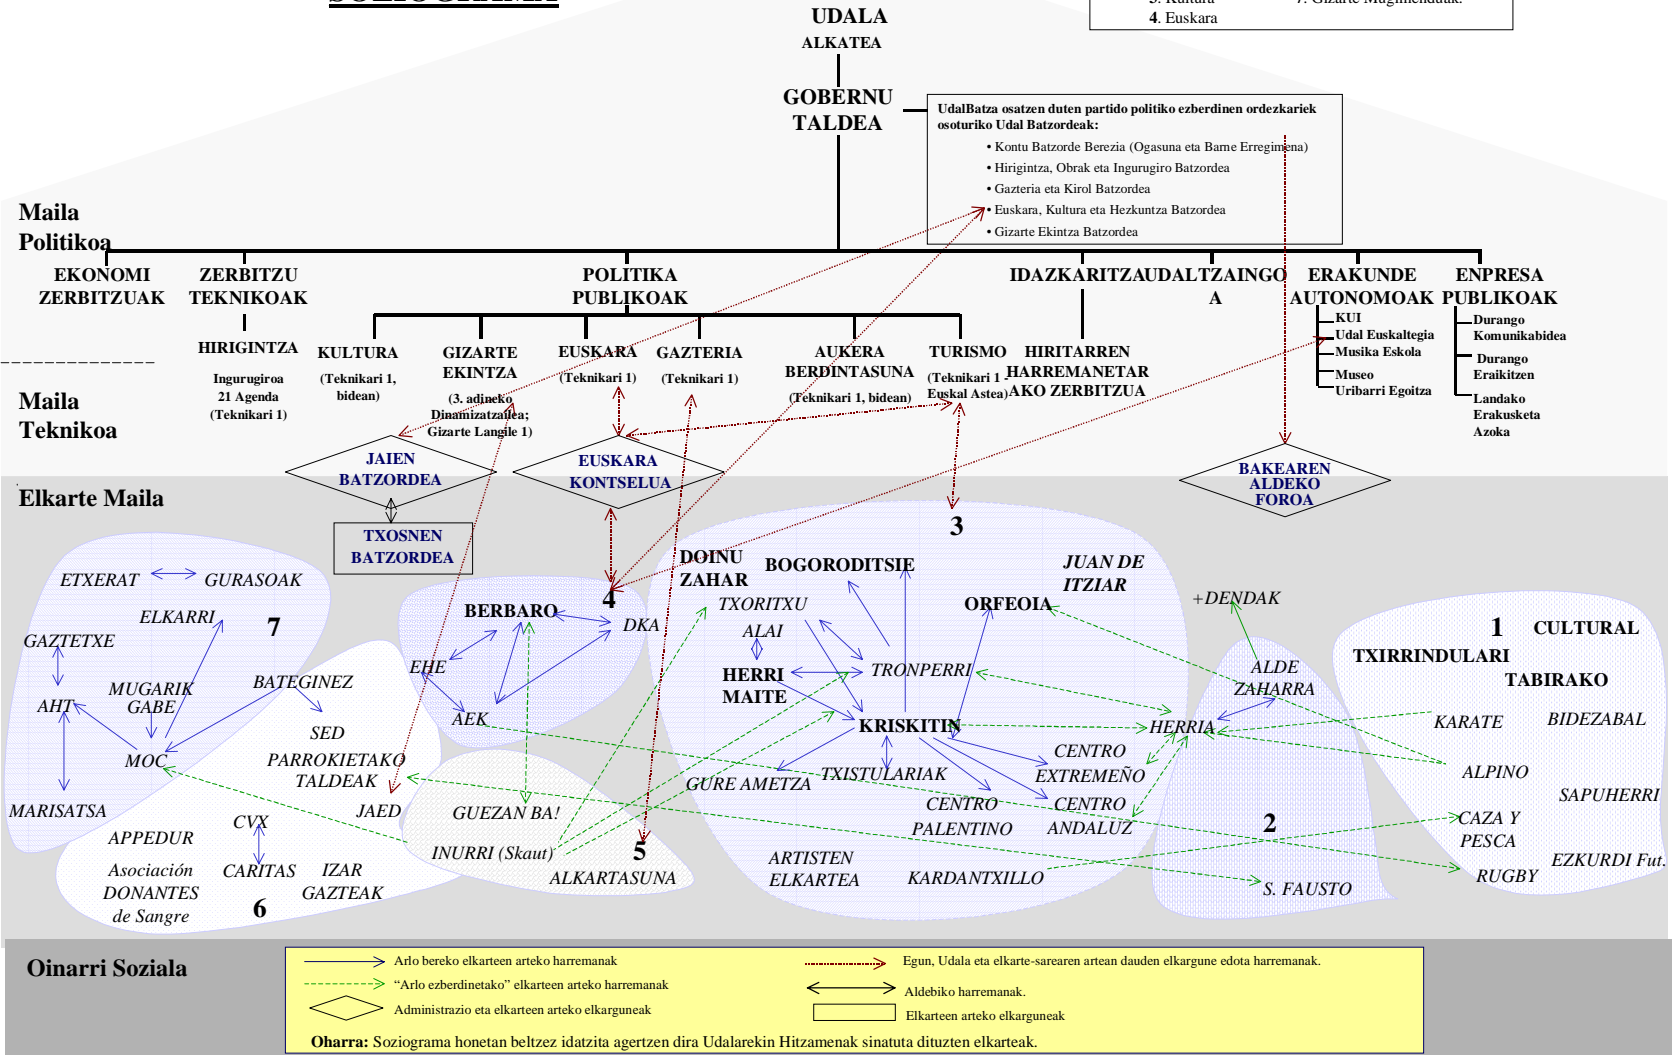 SOZIOGRAMA
3. Kultura
7. Gizarte Mugimenduak.
4. Euskara
UDALA
ALKATEA
GOBERNU
TALDEA
UdalBatza osatzen duten partido politiko ezberdinen ordezkariek
osoturiko Udal Batzordeak:
• Kontu Batzorde Berezia (Ogasuna eta Barne Erregimena)
• Hirigintza, Obrak eta Ingurugiro Batzordea
• Gazteria eta Kirol Batzordea
• Euskara, Kultura eta Hezkuntza Batzordea
• Gizarte Ekintza Batzordea
Maila
Politikoa
EKONOMI
ZERBITZUAK
ZERBITZU
TEKNIKOAK
POLITIKA
PUBLIKOAK
IDAZKARITZA
UDALTZAINGO
A
ERAKUNDE
AUTONOMOAK
ENPRESA
PUBLIKOAK
KUI
Udal Euskaltegia
Musika Eskola
Museo
Uribarri Egoitza
Durango
Komunikabidea
Durango
Eraikitzen
Landako
Erakusketa
Azoka
HIRIGINTZA
Ingurugiroa
21 Agenda
(Teknikari 1)
KULTURA
(Teknikari 1,
bidean)
GIZARTE
EKINTZA
(3. adineko
Dinamizatzailea;
Gizarte Langile 1)
EUSKARA
(Teknikari 1)
GAZTERIA
(Teknikari 1)
AUKERA
BERDINTASUNA
(Teknikari 1, bidean)
TURISMO
(Teknikari 1 -
Euskal Astea)
HIRITARREN
HARREMANETAR
AKO ZERBITZUA
Maila
Teknikoa
JAIEN
BATZORDEA
EUSKARA
KONTSELUA
BAKEAREN
ALDEKO
FOROA
Elkarte Maila
TXOSNEN
BATZORDEA
ETXERAT
GURASOAK
ELKARRI
7
GAZTETXE
MUGARIK
GABE
BATEGINEZ
AHT
MOC
MARISATSA
SED
PARROKIETAKO
TALDEAK
JAED
APPEDUR
CVX
Asociación
DONANTES
de Sangre
CARITAS
IZAR
GAZTEAK
6
BERBARO
4
DKA
EHE
AEK
GUEZAN BA!
INURRI (Skaut)
5
ALKARTASUNA
3
DOINU
ZAHAR
BOGORODITSIE
JUAN DE
ITZIAR
TXORITXU
ORFEOIA
ALAI
HERRI
MAITE
TRONPERRI
KRISKITIN
GURE AMETZA
TXISTULARIAK
CENTRO
EXTREMEÑO
CENTRO
PALENTINO
CENTRO
ANDALUZ
ARTISTEN
ELKARTEA
KARDANTXILLO
+DENDAK
ALDE
ZAHARRA
HERRIA
2
S. FAUSTO
1
CULTURAL
TXIRRINDULARI
TABIRAKO
KARATE
BIDEZABAL
ALPINO
SAPUHERRI
CAZA Y
PESCA
EZKURDI Fut.
RUGBY
Oinarri Soziala
Arlo bereko elkarteen arteko harremanak
“Arlo ezberdinetako” elkarteen arteko harremanak
Administrazio eta elkarteen arteko elkarguneak
Egun, Udala eta elkarte-sarearen artean dauden elkargune edota harremanak.
Aldebiko harremanak.
Elkarteen arteko elkarguneak
Oharra: Soziograma honetan beltzez idatzita agertzen dira Udalarekin Hitzamenak sinatuta dituzten elkarteak.